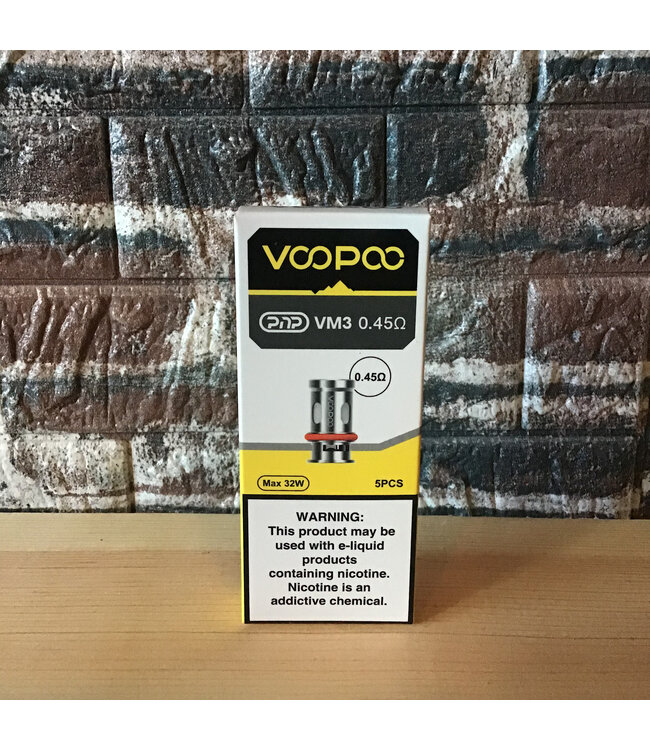 VOOPOO
PnP VM3 0.45Ω
0.45Ω
VOOPOO
Max 32W 5PCS
WARNING:
This product may be
used with e-liquid
products
containing nicotine.
Nicotine is an
addictive chemical.